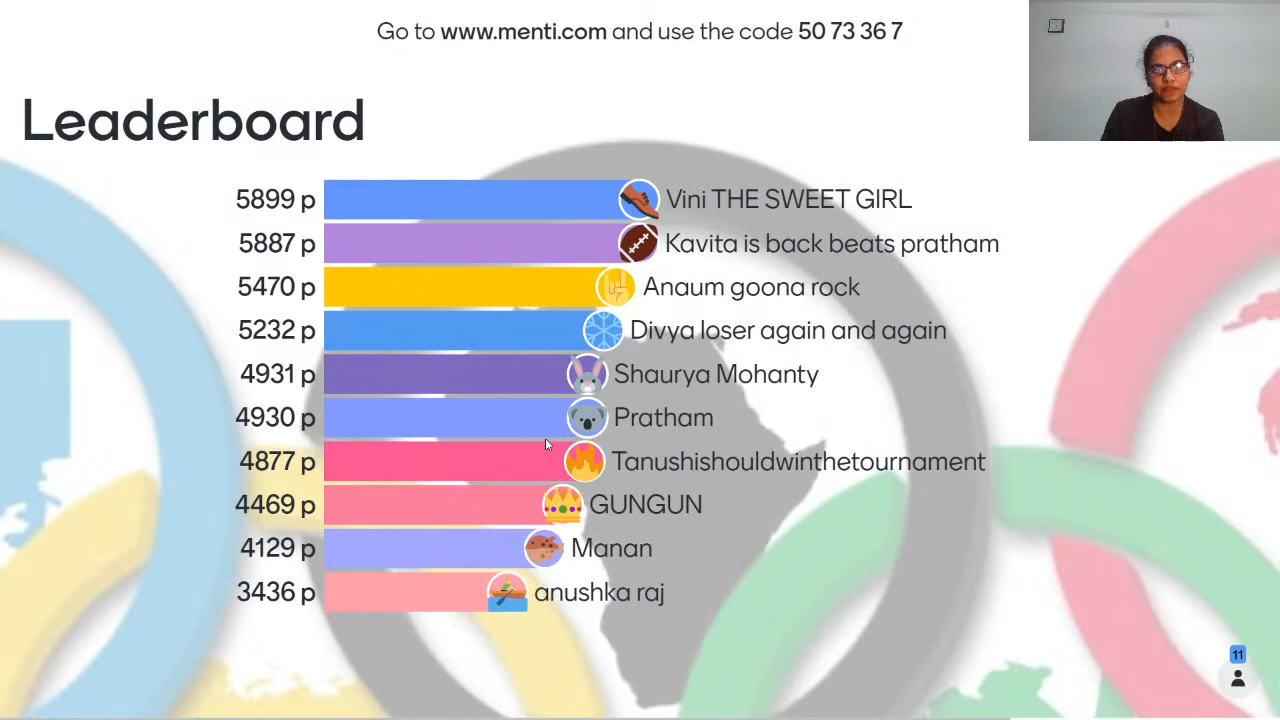 Go to www.menti.com and use the code 50 73 36 7
Leaderboard
5899 p Vini THE SWEET GIRL
5887 p Kavita is back beats pratham
5470 p Anaum goona rock
5232 p Divya loser again and again
4931 p Shaurya Mohanty
4930 p Pratham
4877 p Tanushishouldwinthetournament
4469 p GUNGUN
4129 p Manan
3436 p anushka raj
11